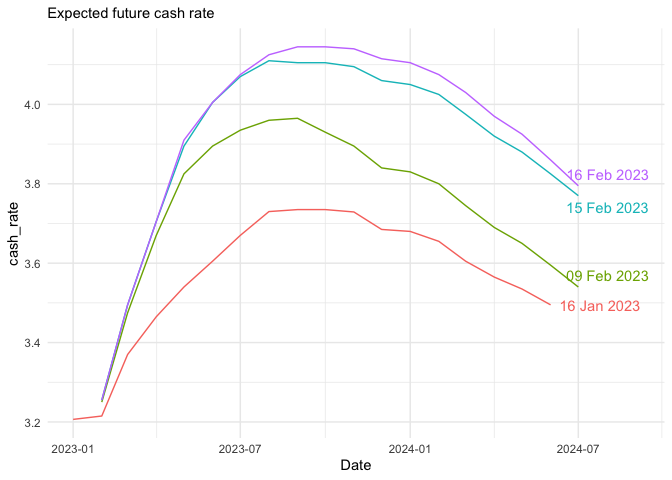 Expected future cash rate
cash_rate
4.0
3.8
3.6
3.4
3.2
16 Feb 2023
15 Feb 2023
09 Feb 2023
16 Jan 2023
2023-01
2023-07
2024-01
2024-07
Date